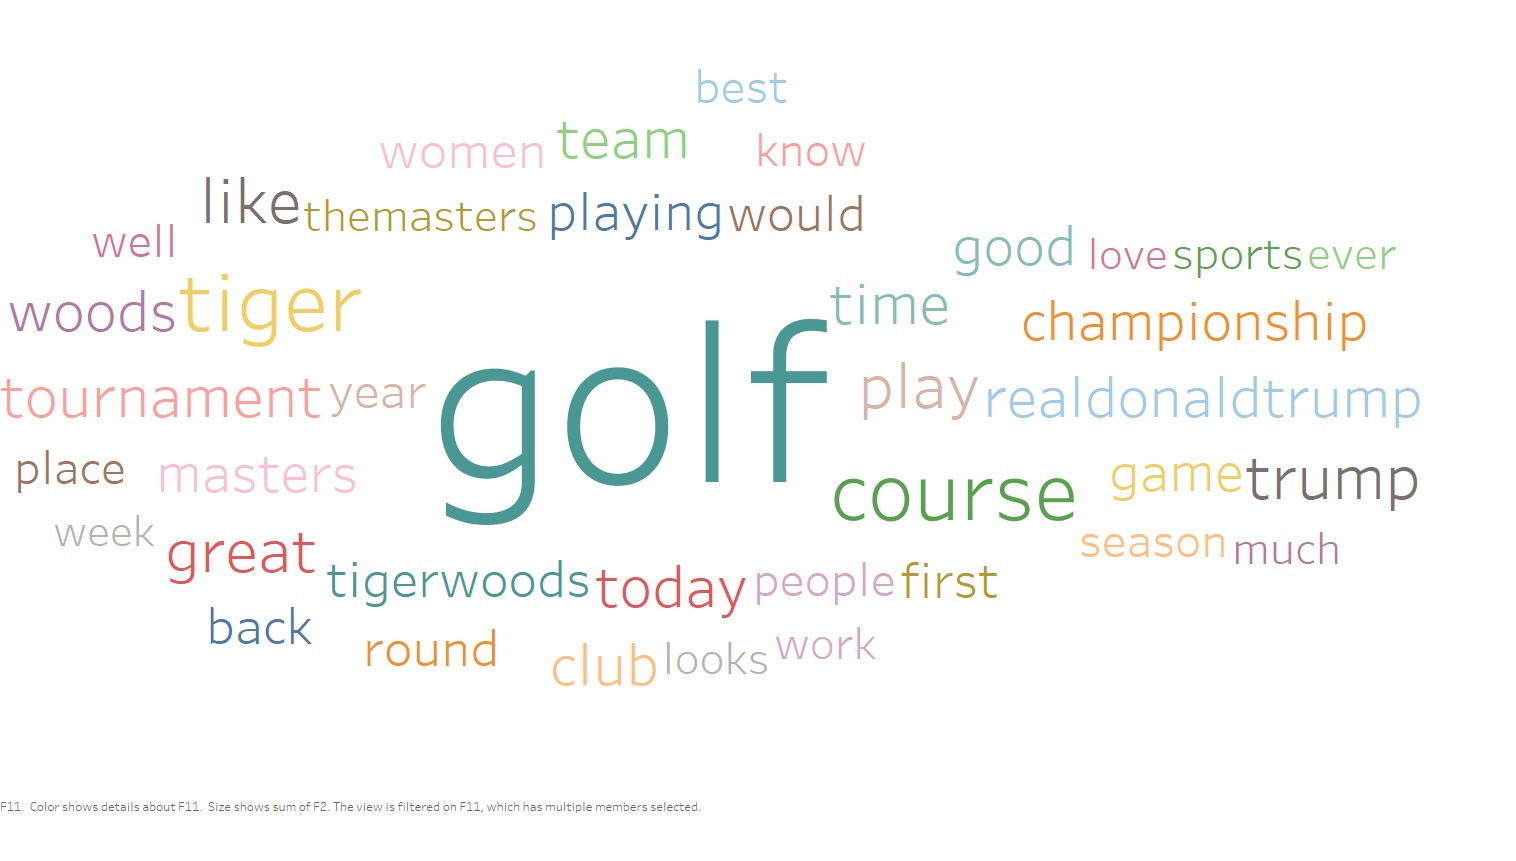 best
women team know
like themasters playing would
well good love sports ever
woods tiger time championship
golf
tournament year play realdonaldtrump
place masters course game trump
week great season much
tigerwoods today people first
back round club looks work
F11. Color shows details about F11. Size shows sum of F2. The view is filtered on F11, which has multiple members selected.